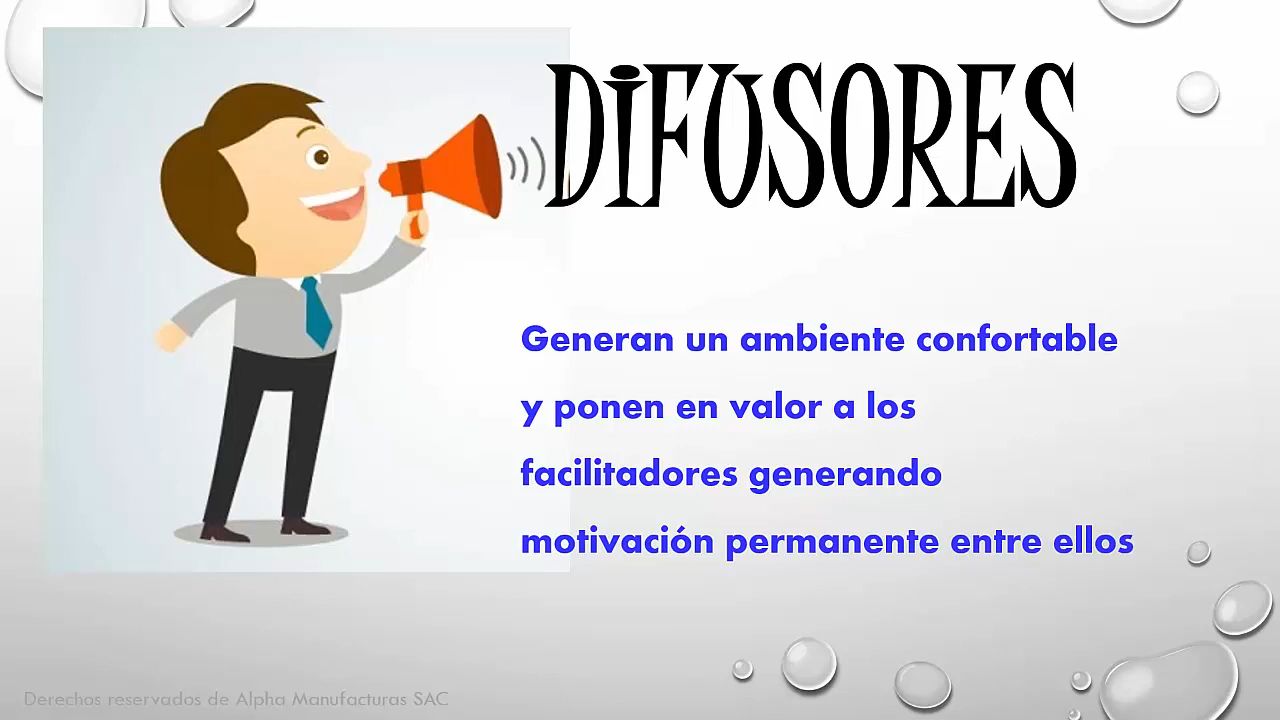 DIFUSORES
Generan un ambiente confortable
y ponen en valor a los
facilitadores generando
motivación permanente entre ellos
Derechos reservados de Alpha Manufacturas SAC